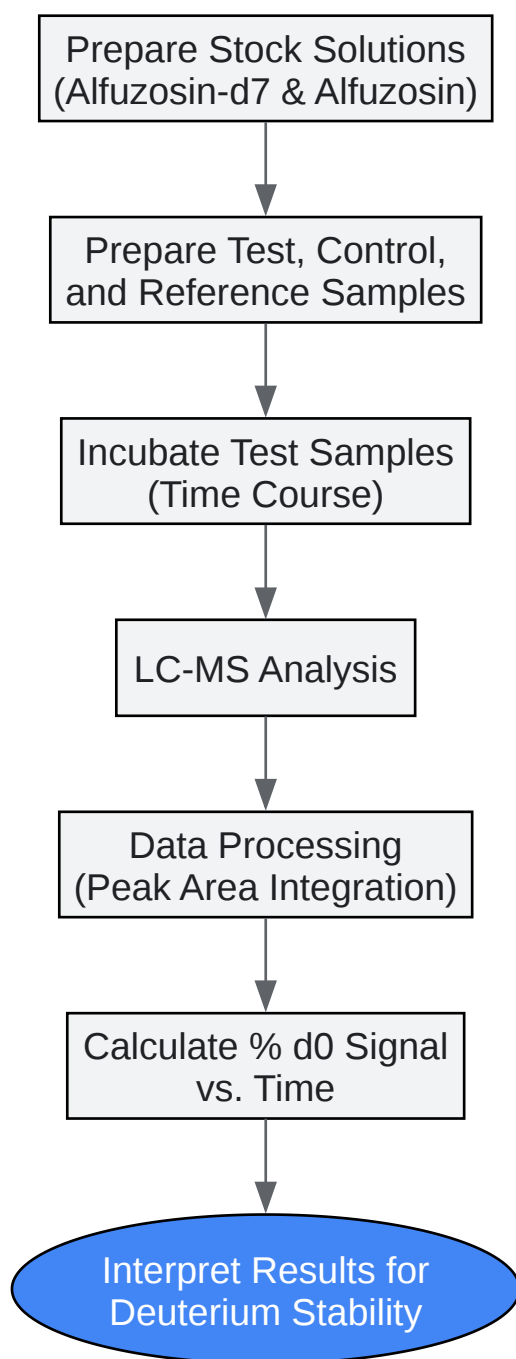 Prepare Stock Solutions
(Alfuzosin-d7 & Alfuzosin)
Prepare Test, Control,
and Reference Samples
Incubate Test Samples
(Time Course)
LC-MS Analysis
Data Processing
(Peak Area Integration)
Calculate % d0 Signal
vs. Time
Interpret Results for
Deuterium Stability